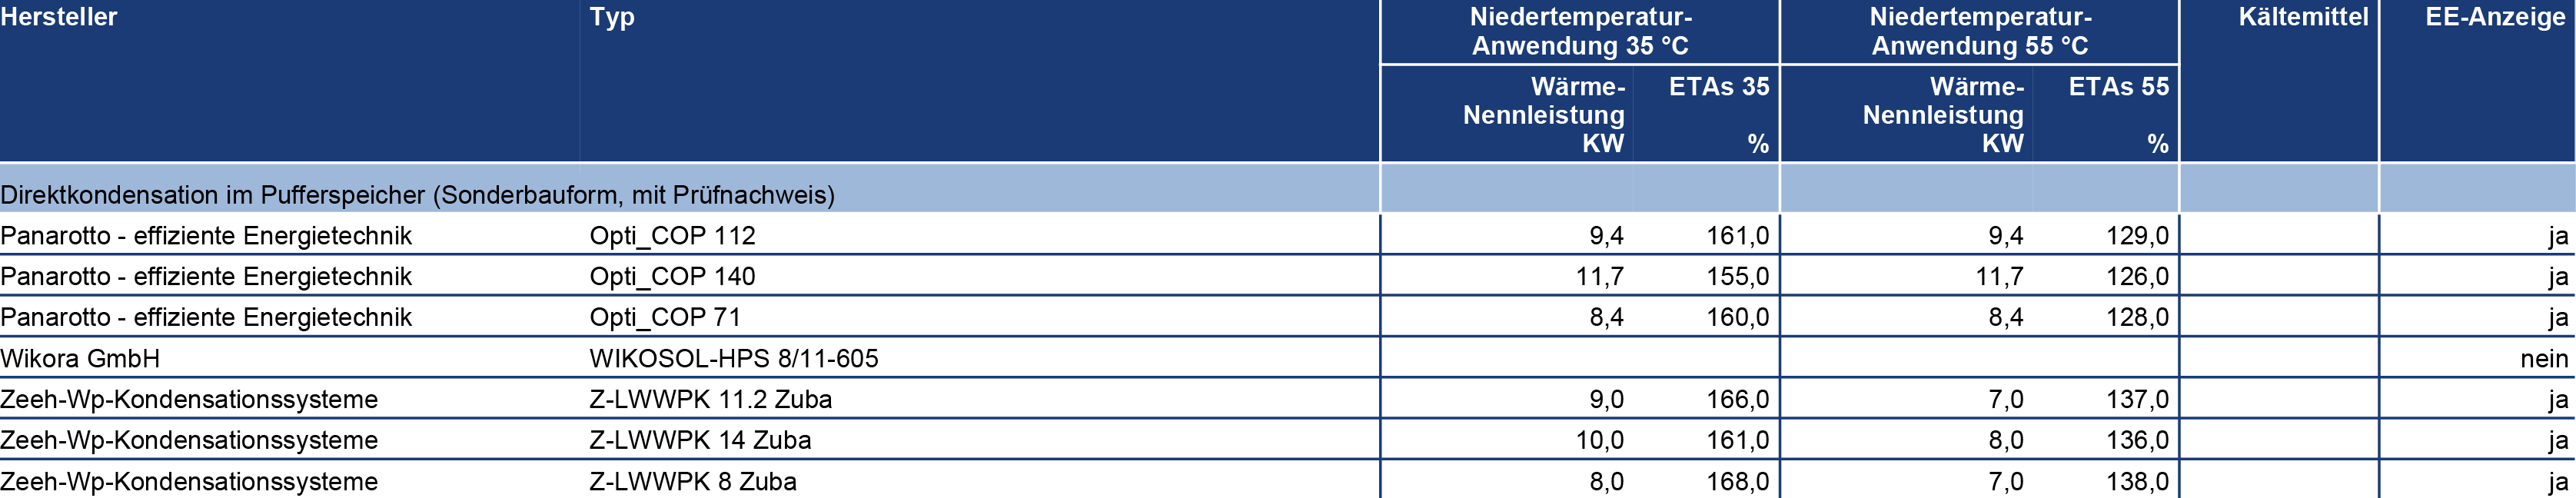 Hersteller Typ Niedertemperatur- Niedertemperatur- Kältemittel EE-Anzeige
Anwendung 35 °C Anwendung 55 °C
Wärme- ETAs 35 Wärme- ETAs 55
Nennleistung Nennleistung
KW % KW %
Direktkondensation im Pufferspeicher (Sonderbauform, mit Prüfnachweis)
Panarotto - effiziente Energietechnik Opti_COP 112 9,4 161,0 9,4 129,0 ja
Panarotto - effiziente Energietechnik Opti_COP 140 11,7 155,0 11,7 126,0 ja
Panarotto - effiziente Energietechnik Opti_COP 71 8,4 160,0 8,4 128,0 ja
Wikora GmbH WIKOSOL-HPS 8/11-605 nein
Zeeh-Wp-Kondensationssysteme Z-LWWPK 11.2 Zuba 9,0 166,0 7,0 137,0 ja
Zeeh-Wp-Kondensationssysteme Z-LWWPK 14 Zuba 10,0 161,0 8,0 136,0 ja
Zeeh-Wp-Kondensationssysteme Z-LWWPK 8 Zuba 8,0 168,0 7,0 138,0 ja